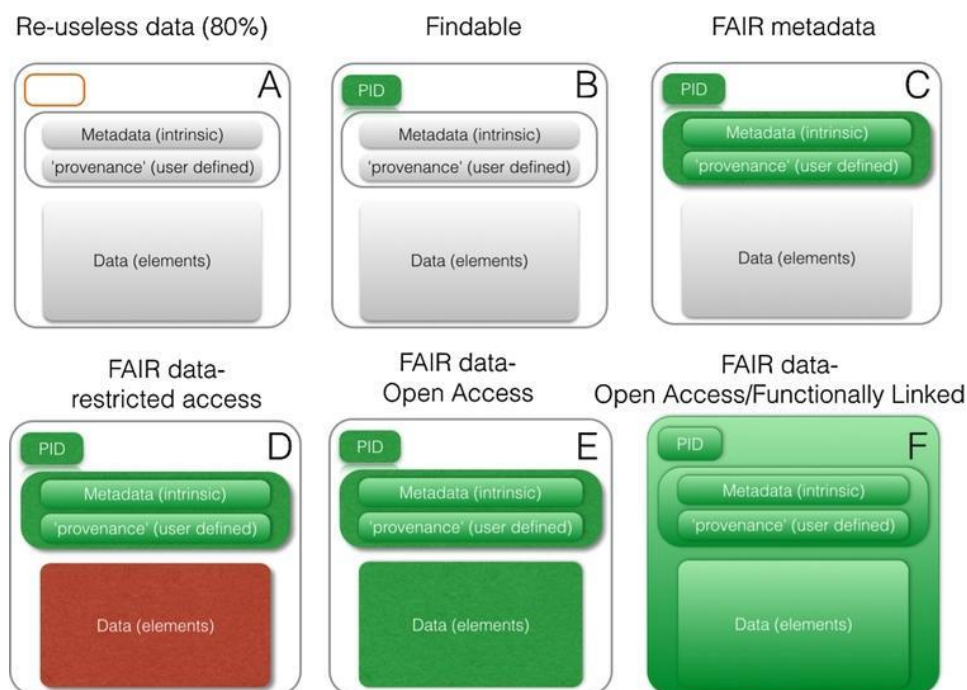 Re-useless data (80%)
Findable
FAIR metadata
A
Metadata (intrinsic)
'provenance' (user defined)
Data (elements)
B
PID
Metadata (intrinsic)
'provenance' (user defined)
Data (elements)
C
PID
Metadata (intrinsic)
'provenance' (user defined)
Data (elements)
FAIR data-
restricted access
FAIR data-
Open Access
FAIR data-
Open Access/Functionally Linked
D
PID
Metadata (intrinsic)
'provenance' (user defined)
Data (elements)
E
PID
Metadata (intrinsic)
'provenance' (user defined)
Data (elements)
F
PID
Metadata (intrinsic)
'provenance' (user defined)
Data (elements)